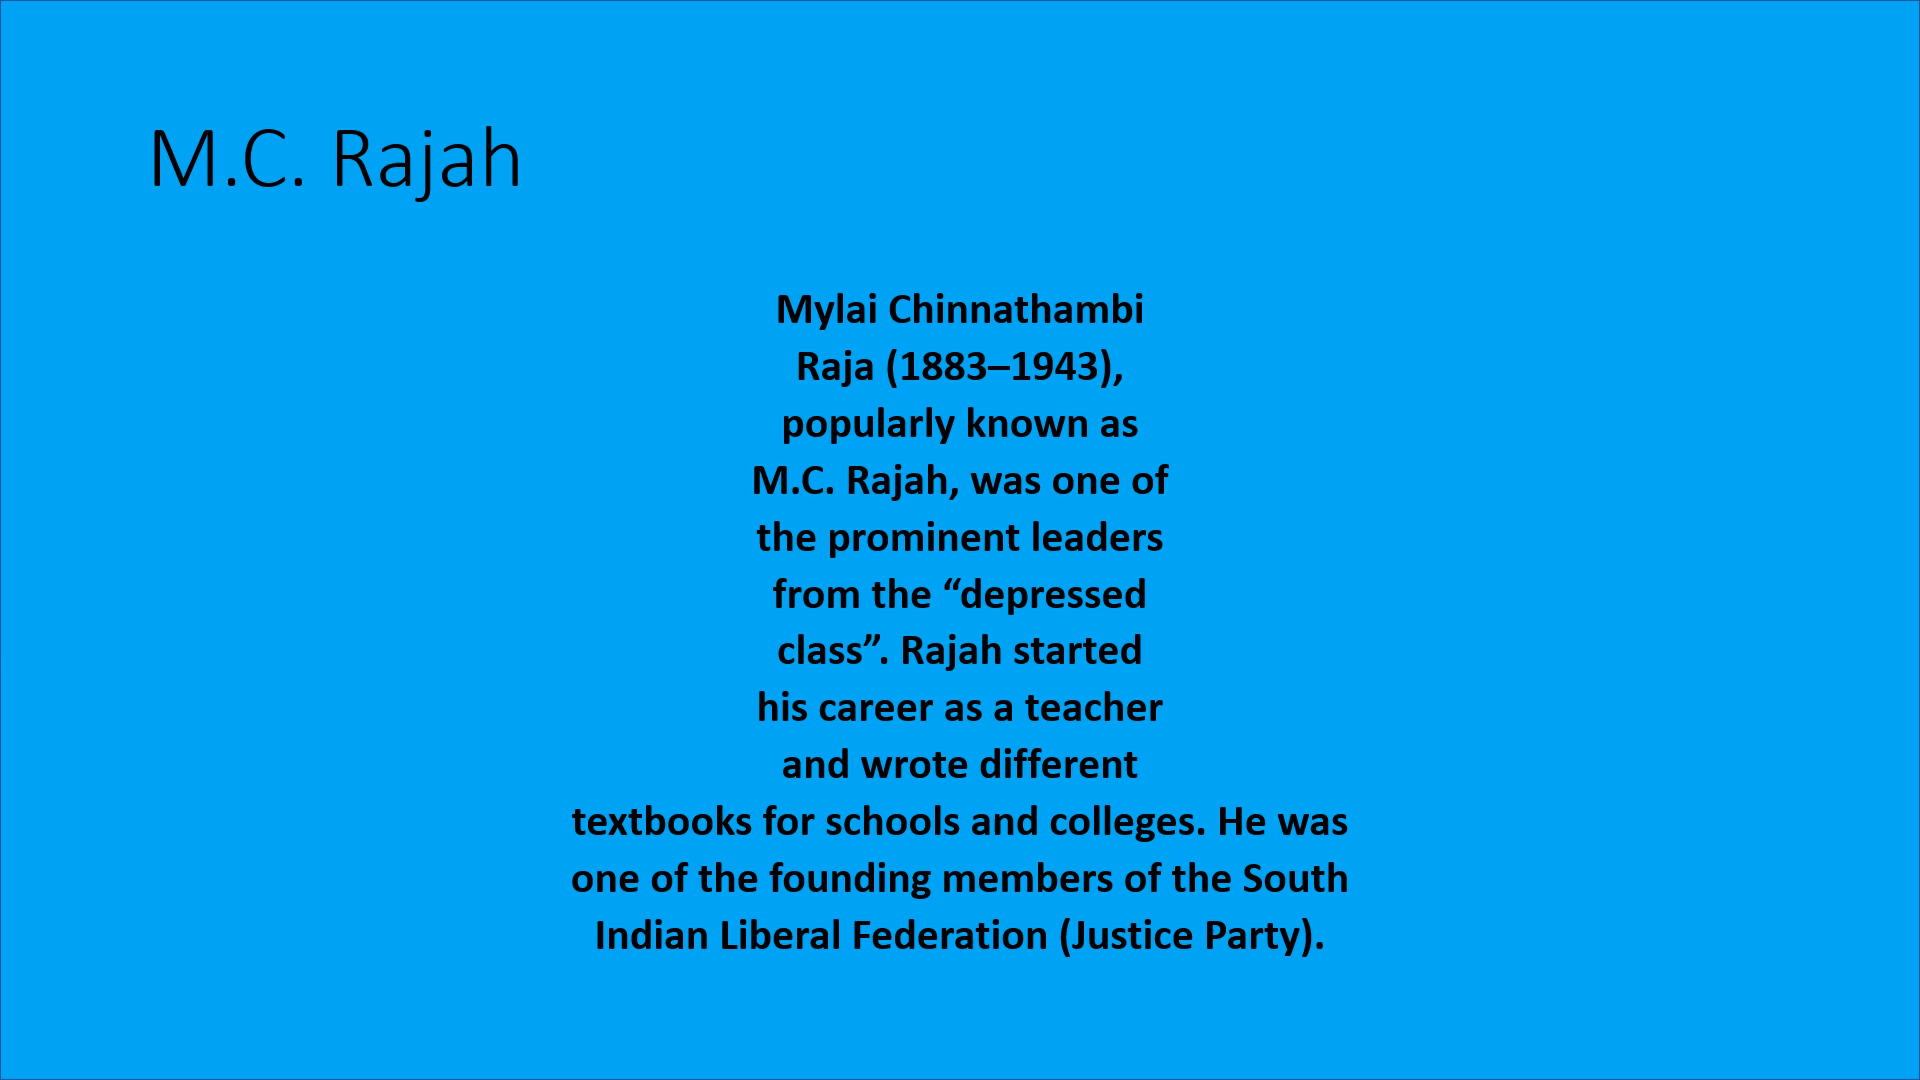 M.C. Rajah
Mylai Chinnathambi
Raja (1883–1943),
popularly known as
M.C. Rajah, was one of
the prominent leaders
from the “depressed
class”. Rajah started
his career as a teacher
and wrote different
textbooks for schools and colleges. He was
one of the founding members of the South
Indian Liberal Federation (Justice Party).